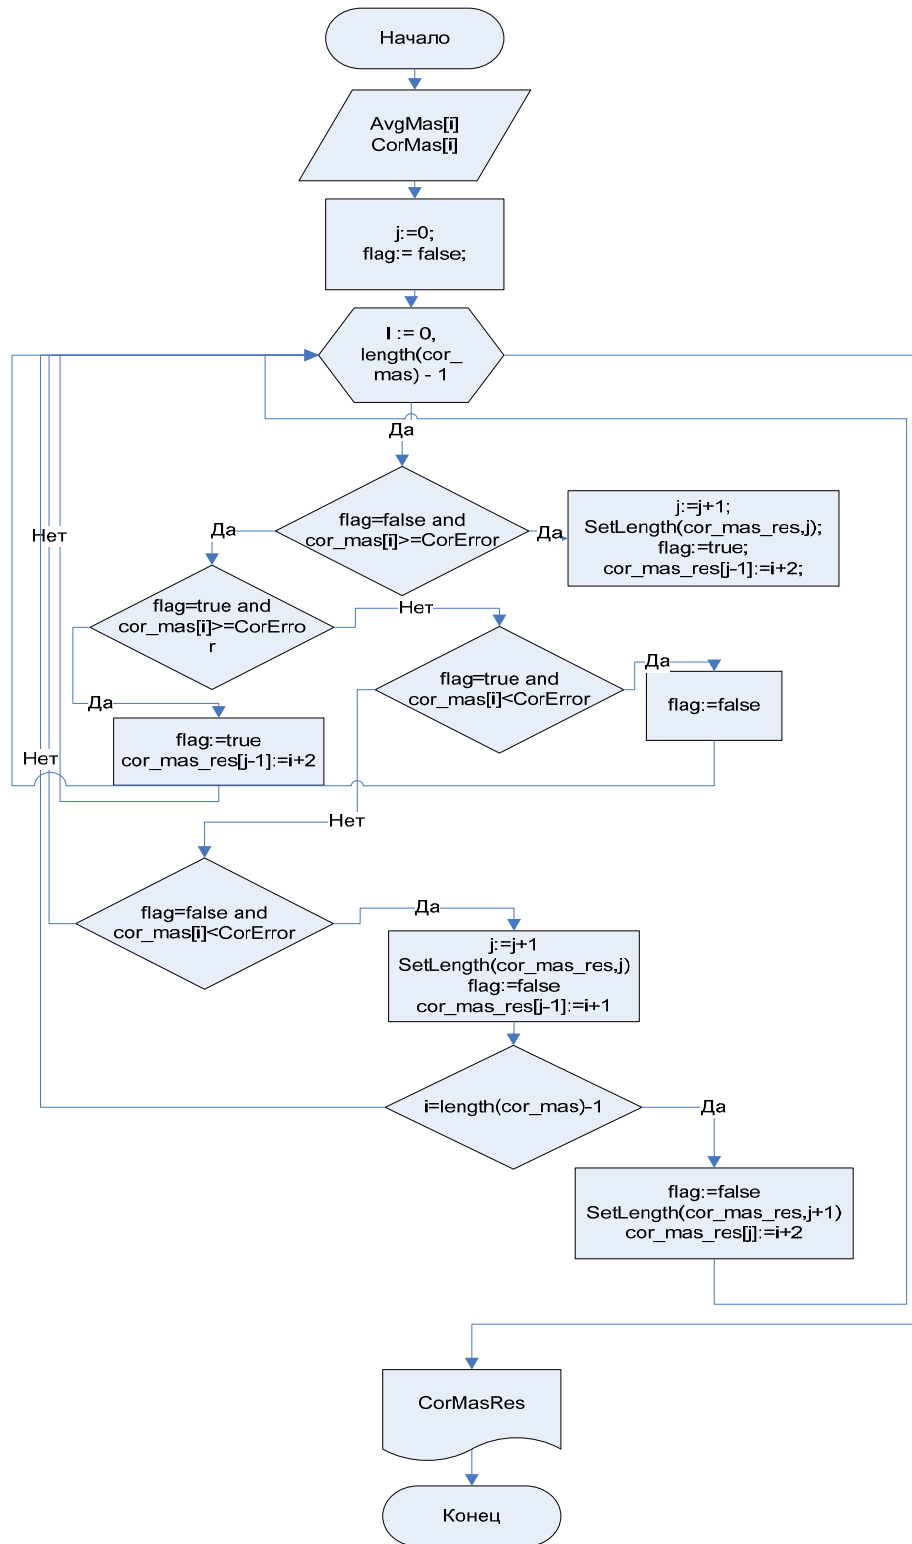 Начало
AvgMas[i]
CorMas[i]
j:=0;
flag:= false;
I := 0,
length(cor_
mas) - 1
Да
flag=false and
cor_mas[i]>=CorError
Да
Да
j:=j+1;
SetLength(cor_mas_res,j);
flag:=true;
cor_mas_res[j-1]:=i+2;
Нет
flag=true and
cor_mas[i]>=CorErro
r
Нет
flag=true and
cor_mas[i]<CorError
Да
flag:=false
Да
flag:=true
cor_mas_res[j-1]:=i+2
Нет
Нет
flag=false and
cor_mas[i]<CorError
Да
j:=j+1
SetLength(cor_mas_res,j)
flag:=false
cor_mas_res[j-1]:=i+1
i=length(cor_mas)-1
Да
flag:=false
SetLength(cor_mas_res,j+1)
cor_mas_res[j]:=i+2
CorMasRes
Конец